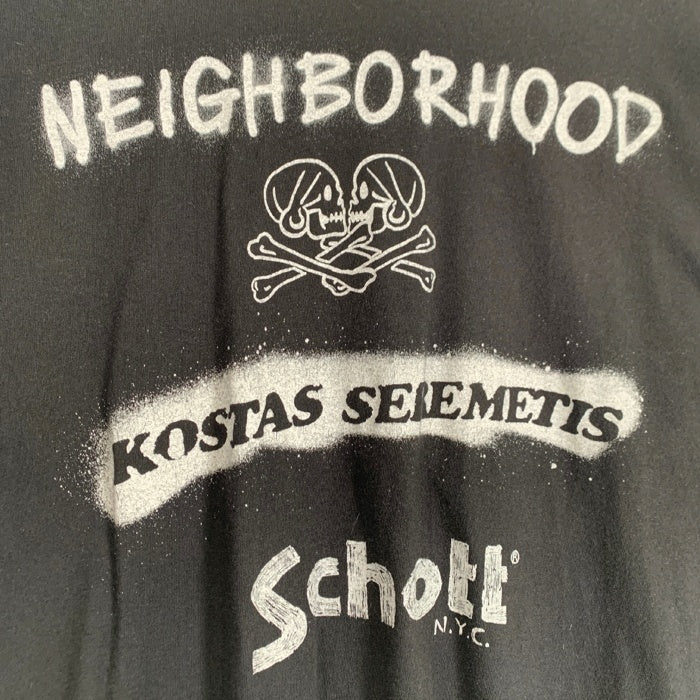 NEIGHBORHOOD
KOSTAS SEREMETIS
Schott®
N.Y.C.